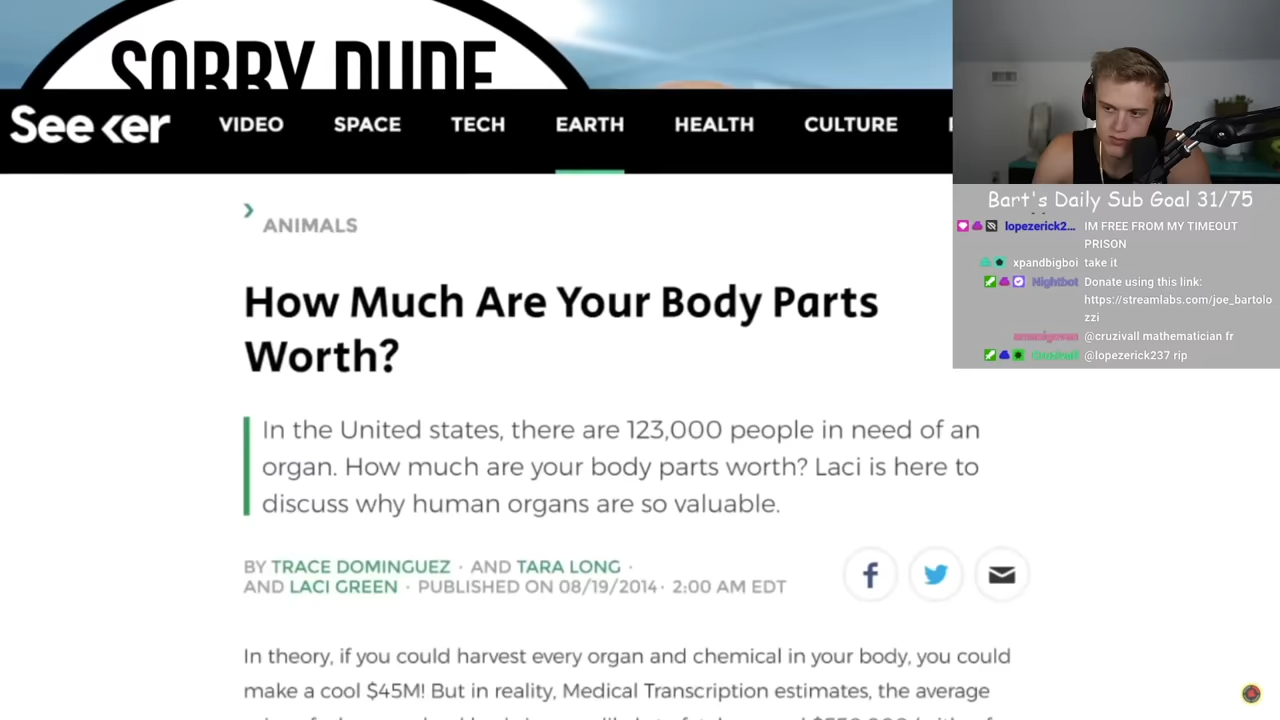 SORRY DUDE
Seeker
VIDEO SPACE TECH EARTH HEALTH CULTURE
ANIMALS
How Much Are Your Body Parts
Worth?
In the United states, there are 123,000 people in need of an
organ. How much are your body parts worth? Laci is here to
discuss why human organs are so valuable.
BY TRACE DOMINGUEZ · AND TARA LONG ·
AND LACI GREEN · PUBLISHED ON 08/19/2014 · 2:00 AM EDT
In theory, if you could harvest every organ and chemical in your body, you could
make a cool $45M! But in reality, Medical Transcription estimates, the average
Bart's Daily Sub Goal 31/75
lopezerick2... IM FREE FROM MY TIMEOUT
PRISON
xpandbigboi take it
Nightbot Donate using this link:
https://streamlabs.com/joe_bartolo
zzi
@cruzivall mathematician fr
Cruzivall @lopezerick237 rip